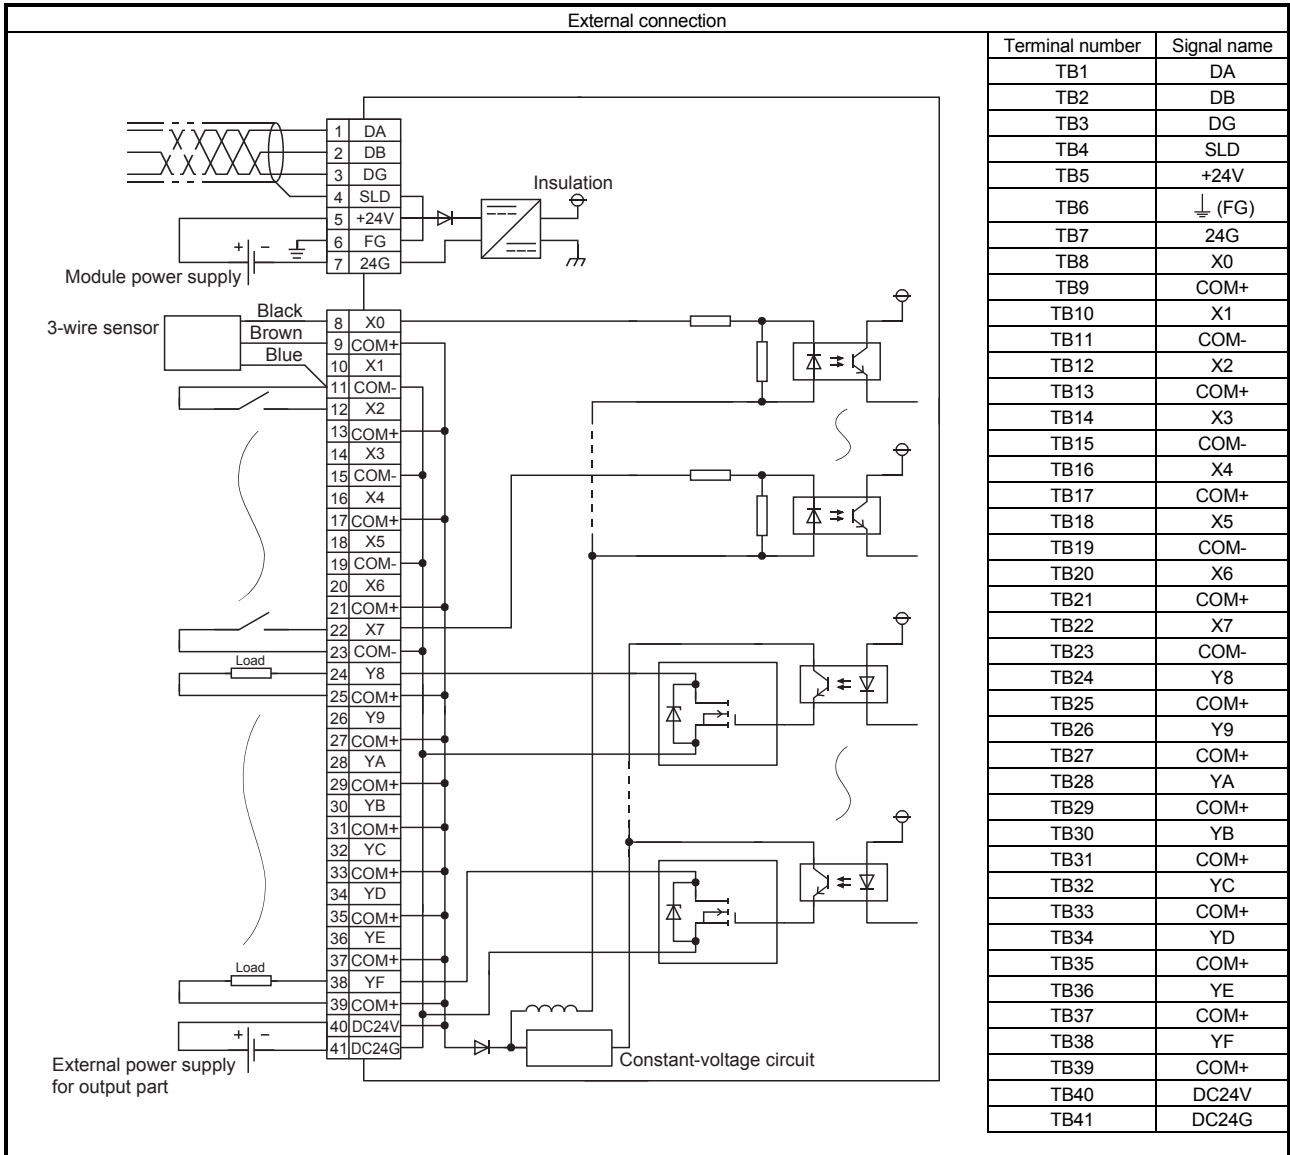 External connection
Terminal number Signal name
TB1 DA
TB2 DB
TB3 DG
TB4 SLD
TB5 +24V
TB6 (FG)
TB7 24G
TB8 X0
TB9 COM+
TB10 X1
TB11 COM-
TB12 X2
TB13 COM+
TB14 X3
TB15 COM-
TB16 X4
TB17 COM+
TB18 X5
TB19 COM-
TB20 X6
TB21 COM+
TB22 X7
TB23 COM-
TB24 Y8
TB25 COM+
TB26 Y9
TB27 COM+
TB28 YA
TB29 COM+
TB30 YB
TB31 COM+
TB32 YC
TB33 COM+
TB34 YD
TB35 COM+
TB36 YE
TB37 COM+
TB38 YF
TB39 COM+
TB40 DC24V
TB41 DC24G
1 DA
2 DB
3 DG
4 SLD
5 +24V
6 FG
7 24G
Insulation
+ −
Module power supply
3-wire sensor
Black
Brown
Blue
8 X0
9 COM+
10 X1
11 COM-
12 X2
13 COM+
14 X3
15 COM-
16 X4
17 COM+
18 X5
19 COM-
20 X6
21 COM+
22 X7
23 COM-
Load
24 Y8
25 COM+
26 Y9
27 COM+
28 YA
29 COM+
30 YB
31 COM+
32 YC
33 COM+
34 YD
35 COM+
36 YE
37 COM+
Load
38 YF
39 COM+
40 DC24V
41 DC24G
+ −
External power supply
for output part
Constant-voltage circuit